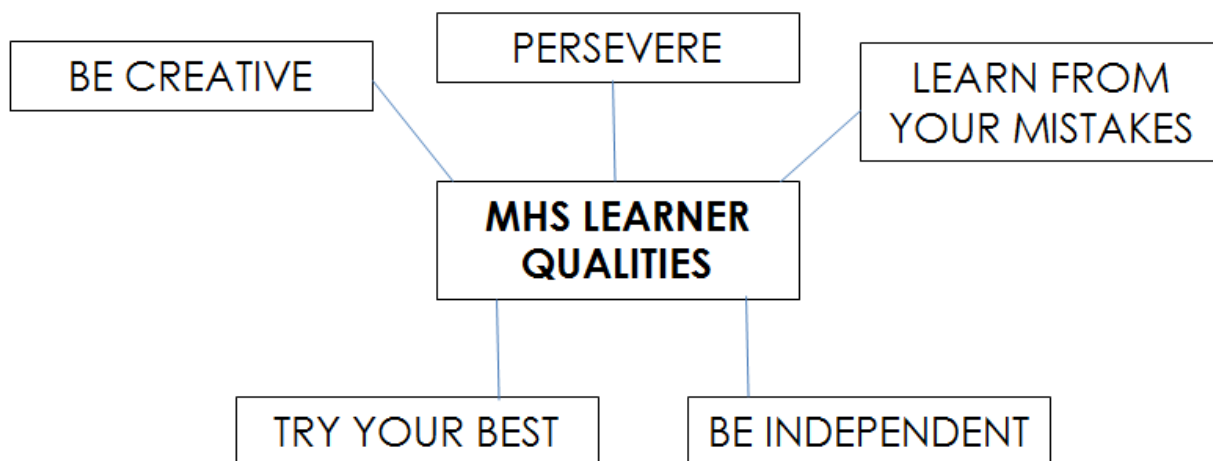 BE CREATIVE
PERSEVERE
LEARN FROM
YOUR MISTAKES
MHS LEARNER
QUALITIES
TRY YOUR BEST
BE INDEPENDENT